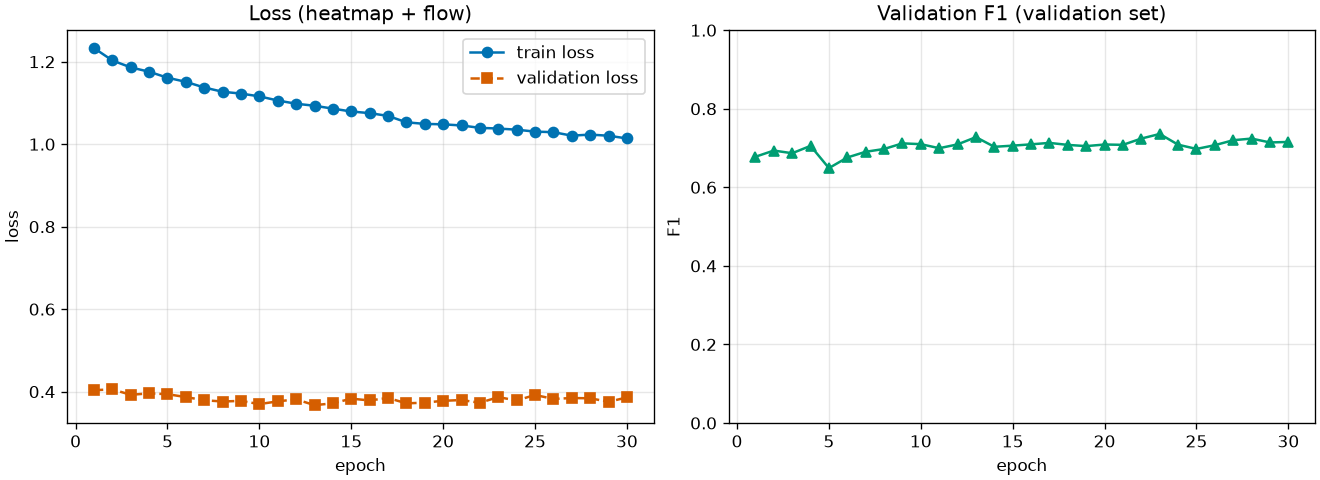 Loss (heatmap + flow)
train loss
validation loss
loss
1.2
1.0
0.8
0.6
0.4
0 5 10 15 20 25 30
epoch
Validation F1 (validation set)
F1
1.0
0.8
0.6
0.4
0.2
0.0
0 5 10 15 20 25 30
epoch